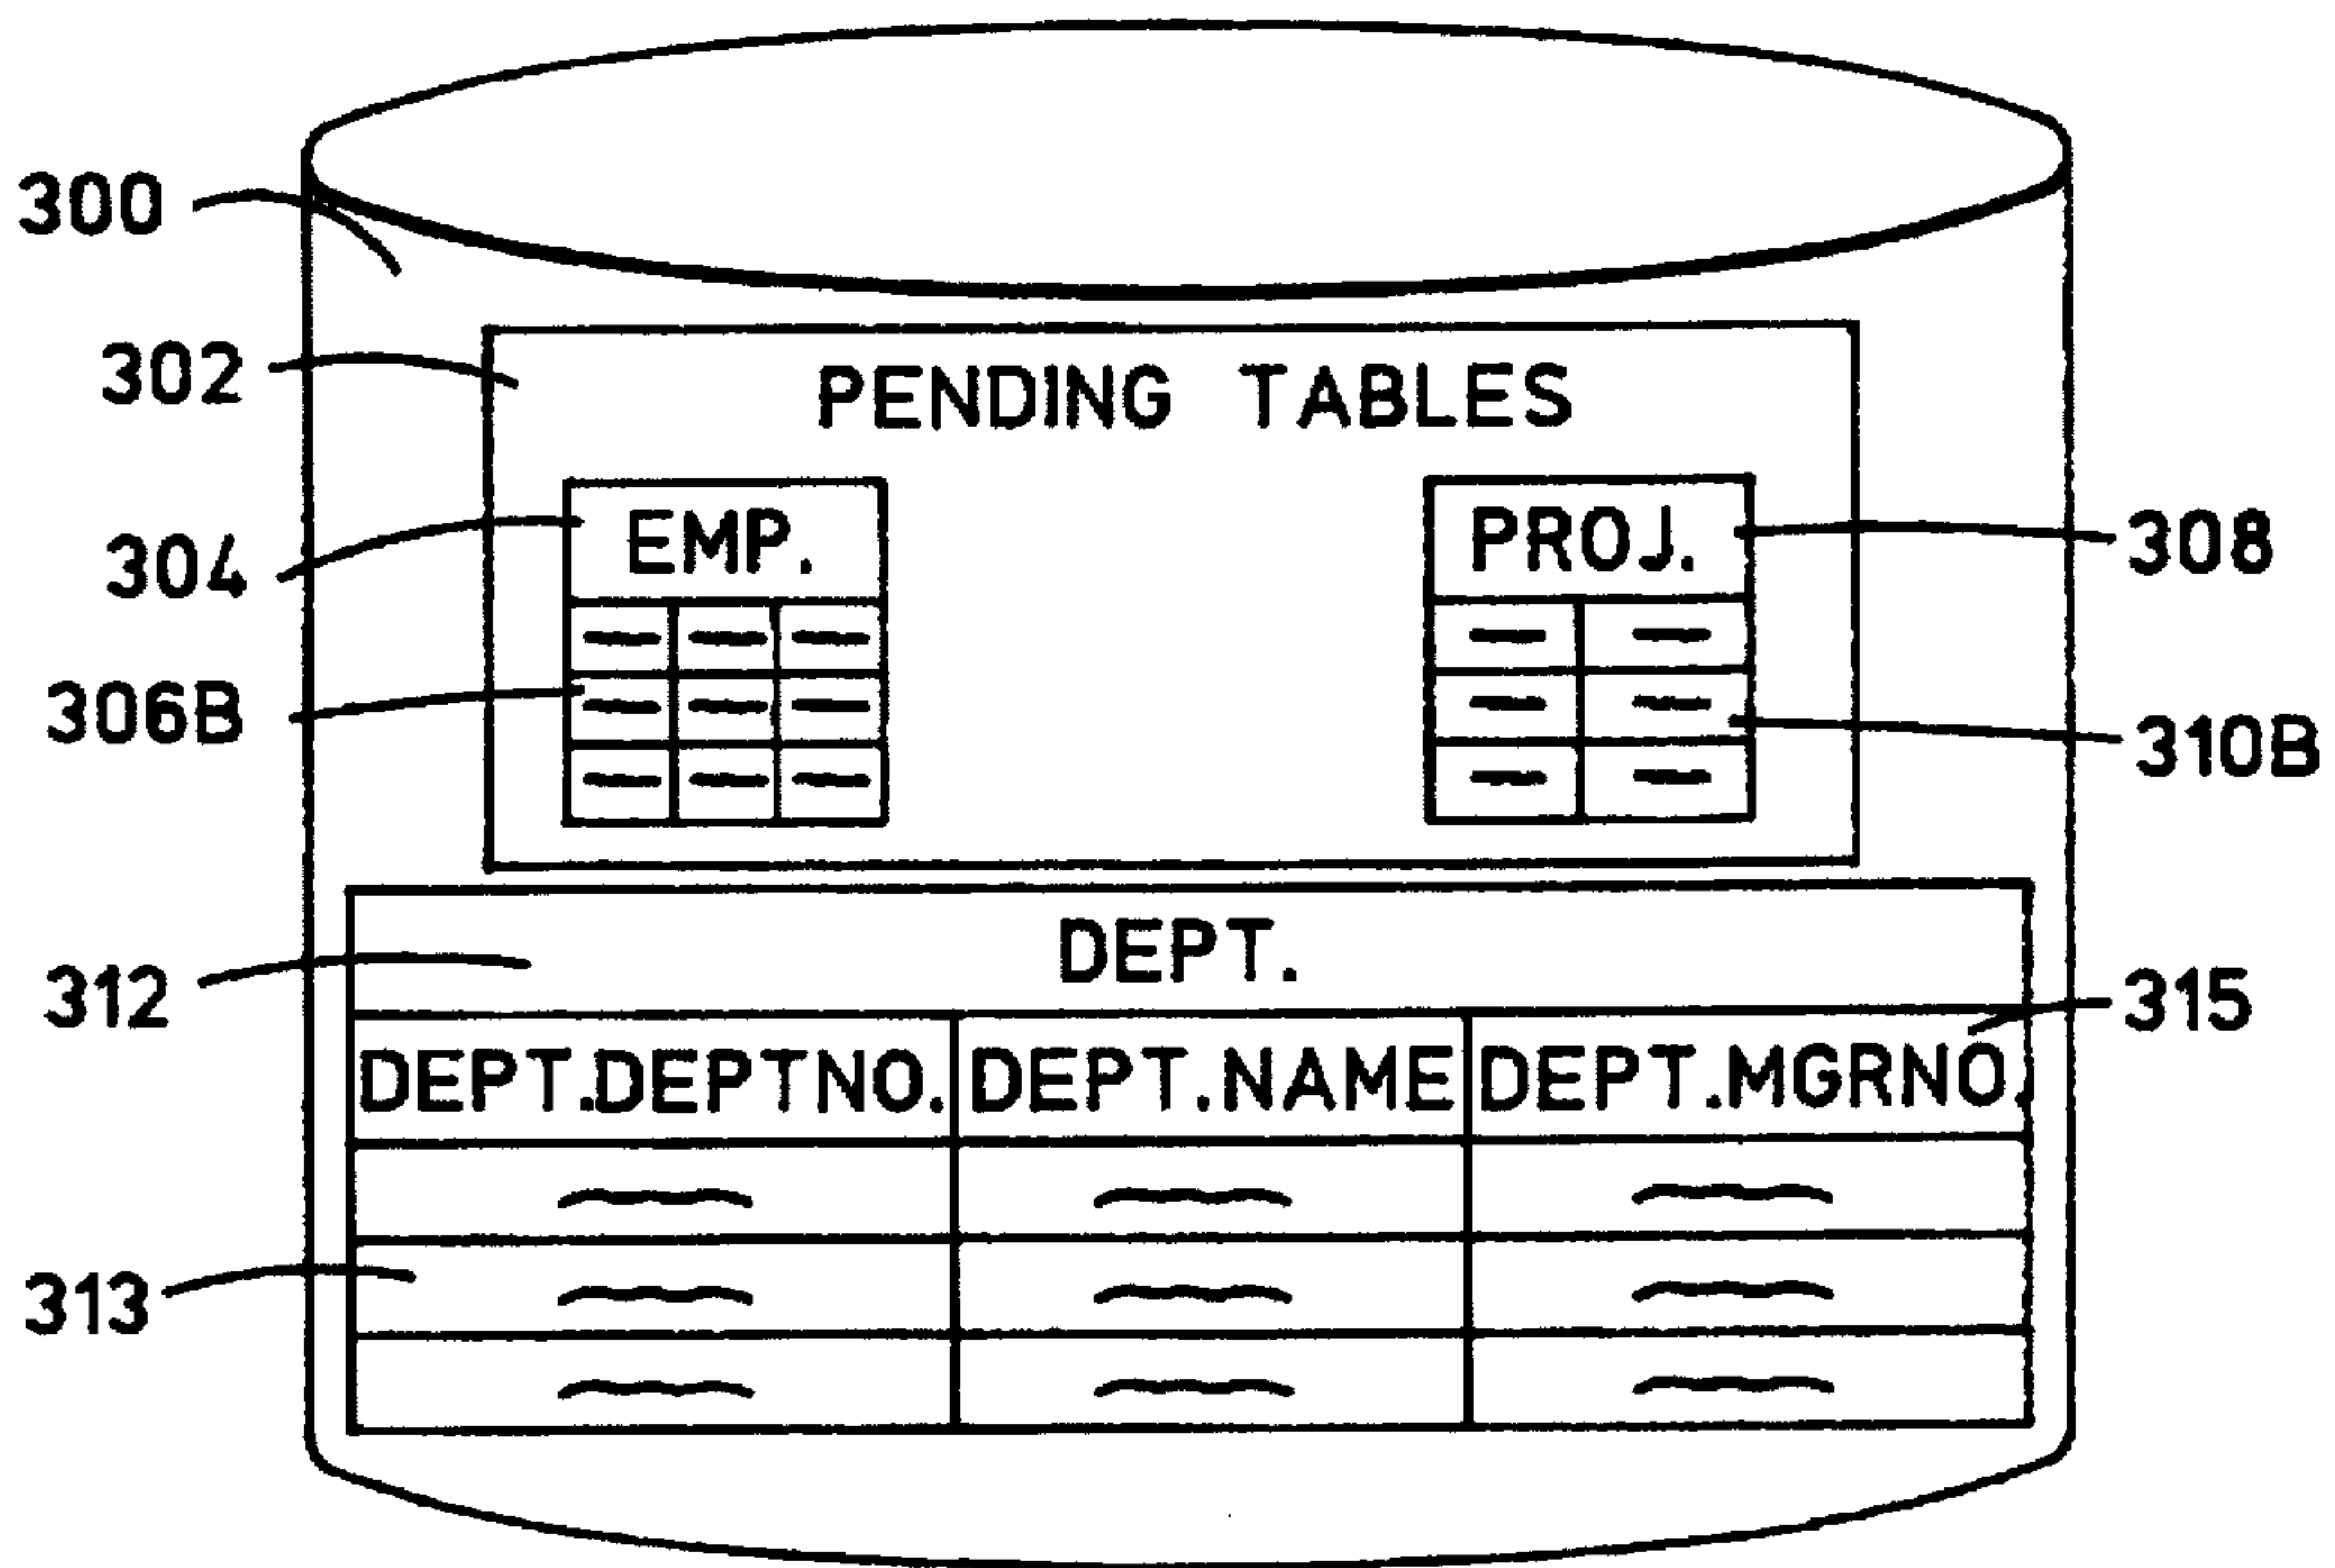 300
302
PENDING TABLES
304
EMP.
PROJ.
308
306B
310B
312
DEPT.
315
DEPT.DEPTNO. DEPT.NAME DEPT.MGRNO.
313